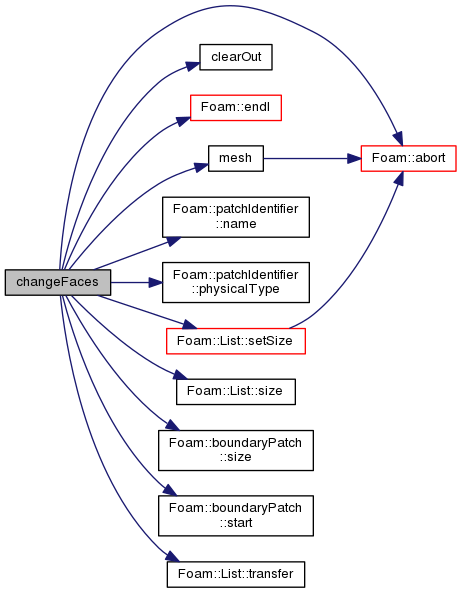 clearOut
Foam::endl
mesh
Foam::abort
Foam::patchIdentifier
::name
changeFaces
Foam::patchIdentifier
::physicalType
Foam::List::setSize
Foam::List::size
Foam::boundaryPatch
::size
Foam::boundaryPatch
::start
Foam::List::transfer